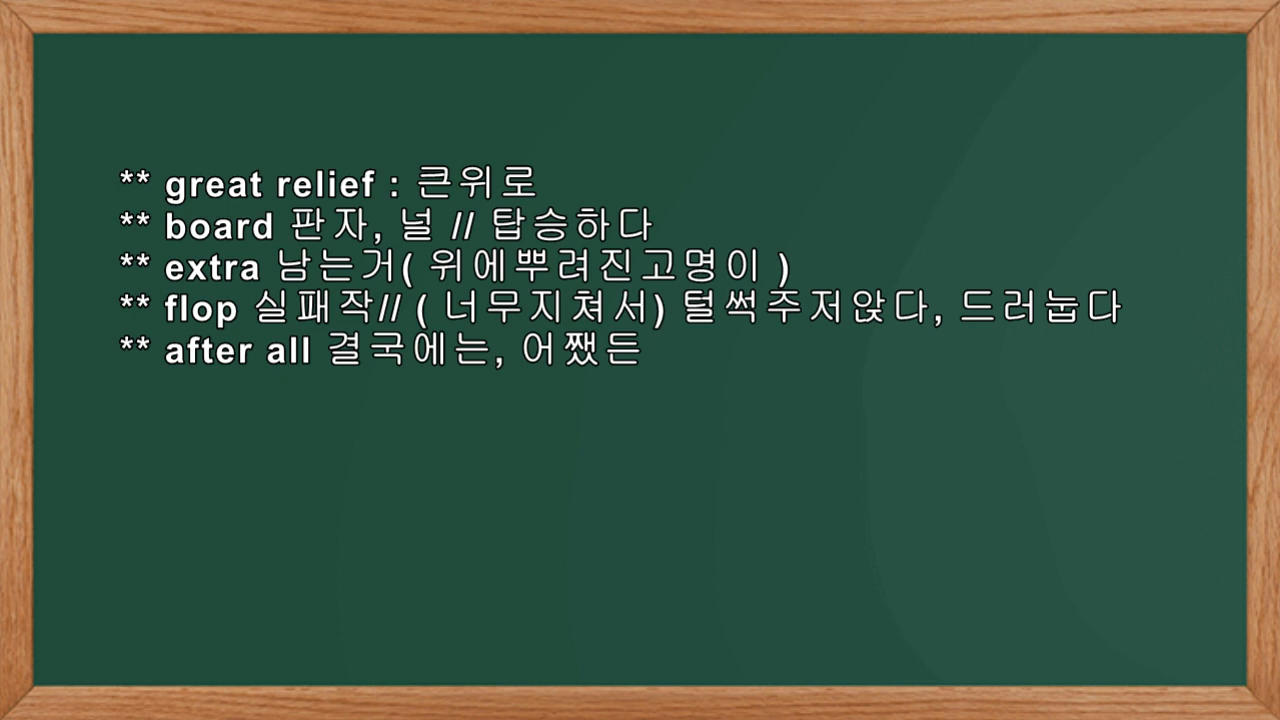 ** great relief : 큰위로
** board 판자, 널 // 탑승하다
** extra 남는거( 위에뿌려진고명이 )
** flop 실패작// ( 너무지쳐서) 털썩주저앉다, 드러눕다
** after all 결국에는, 어쨌든